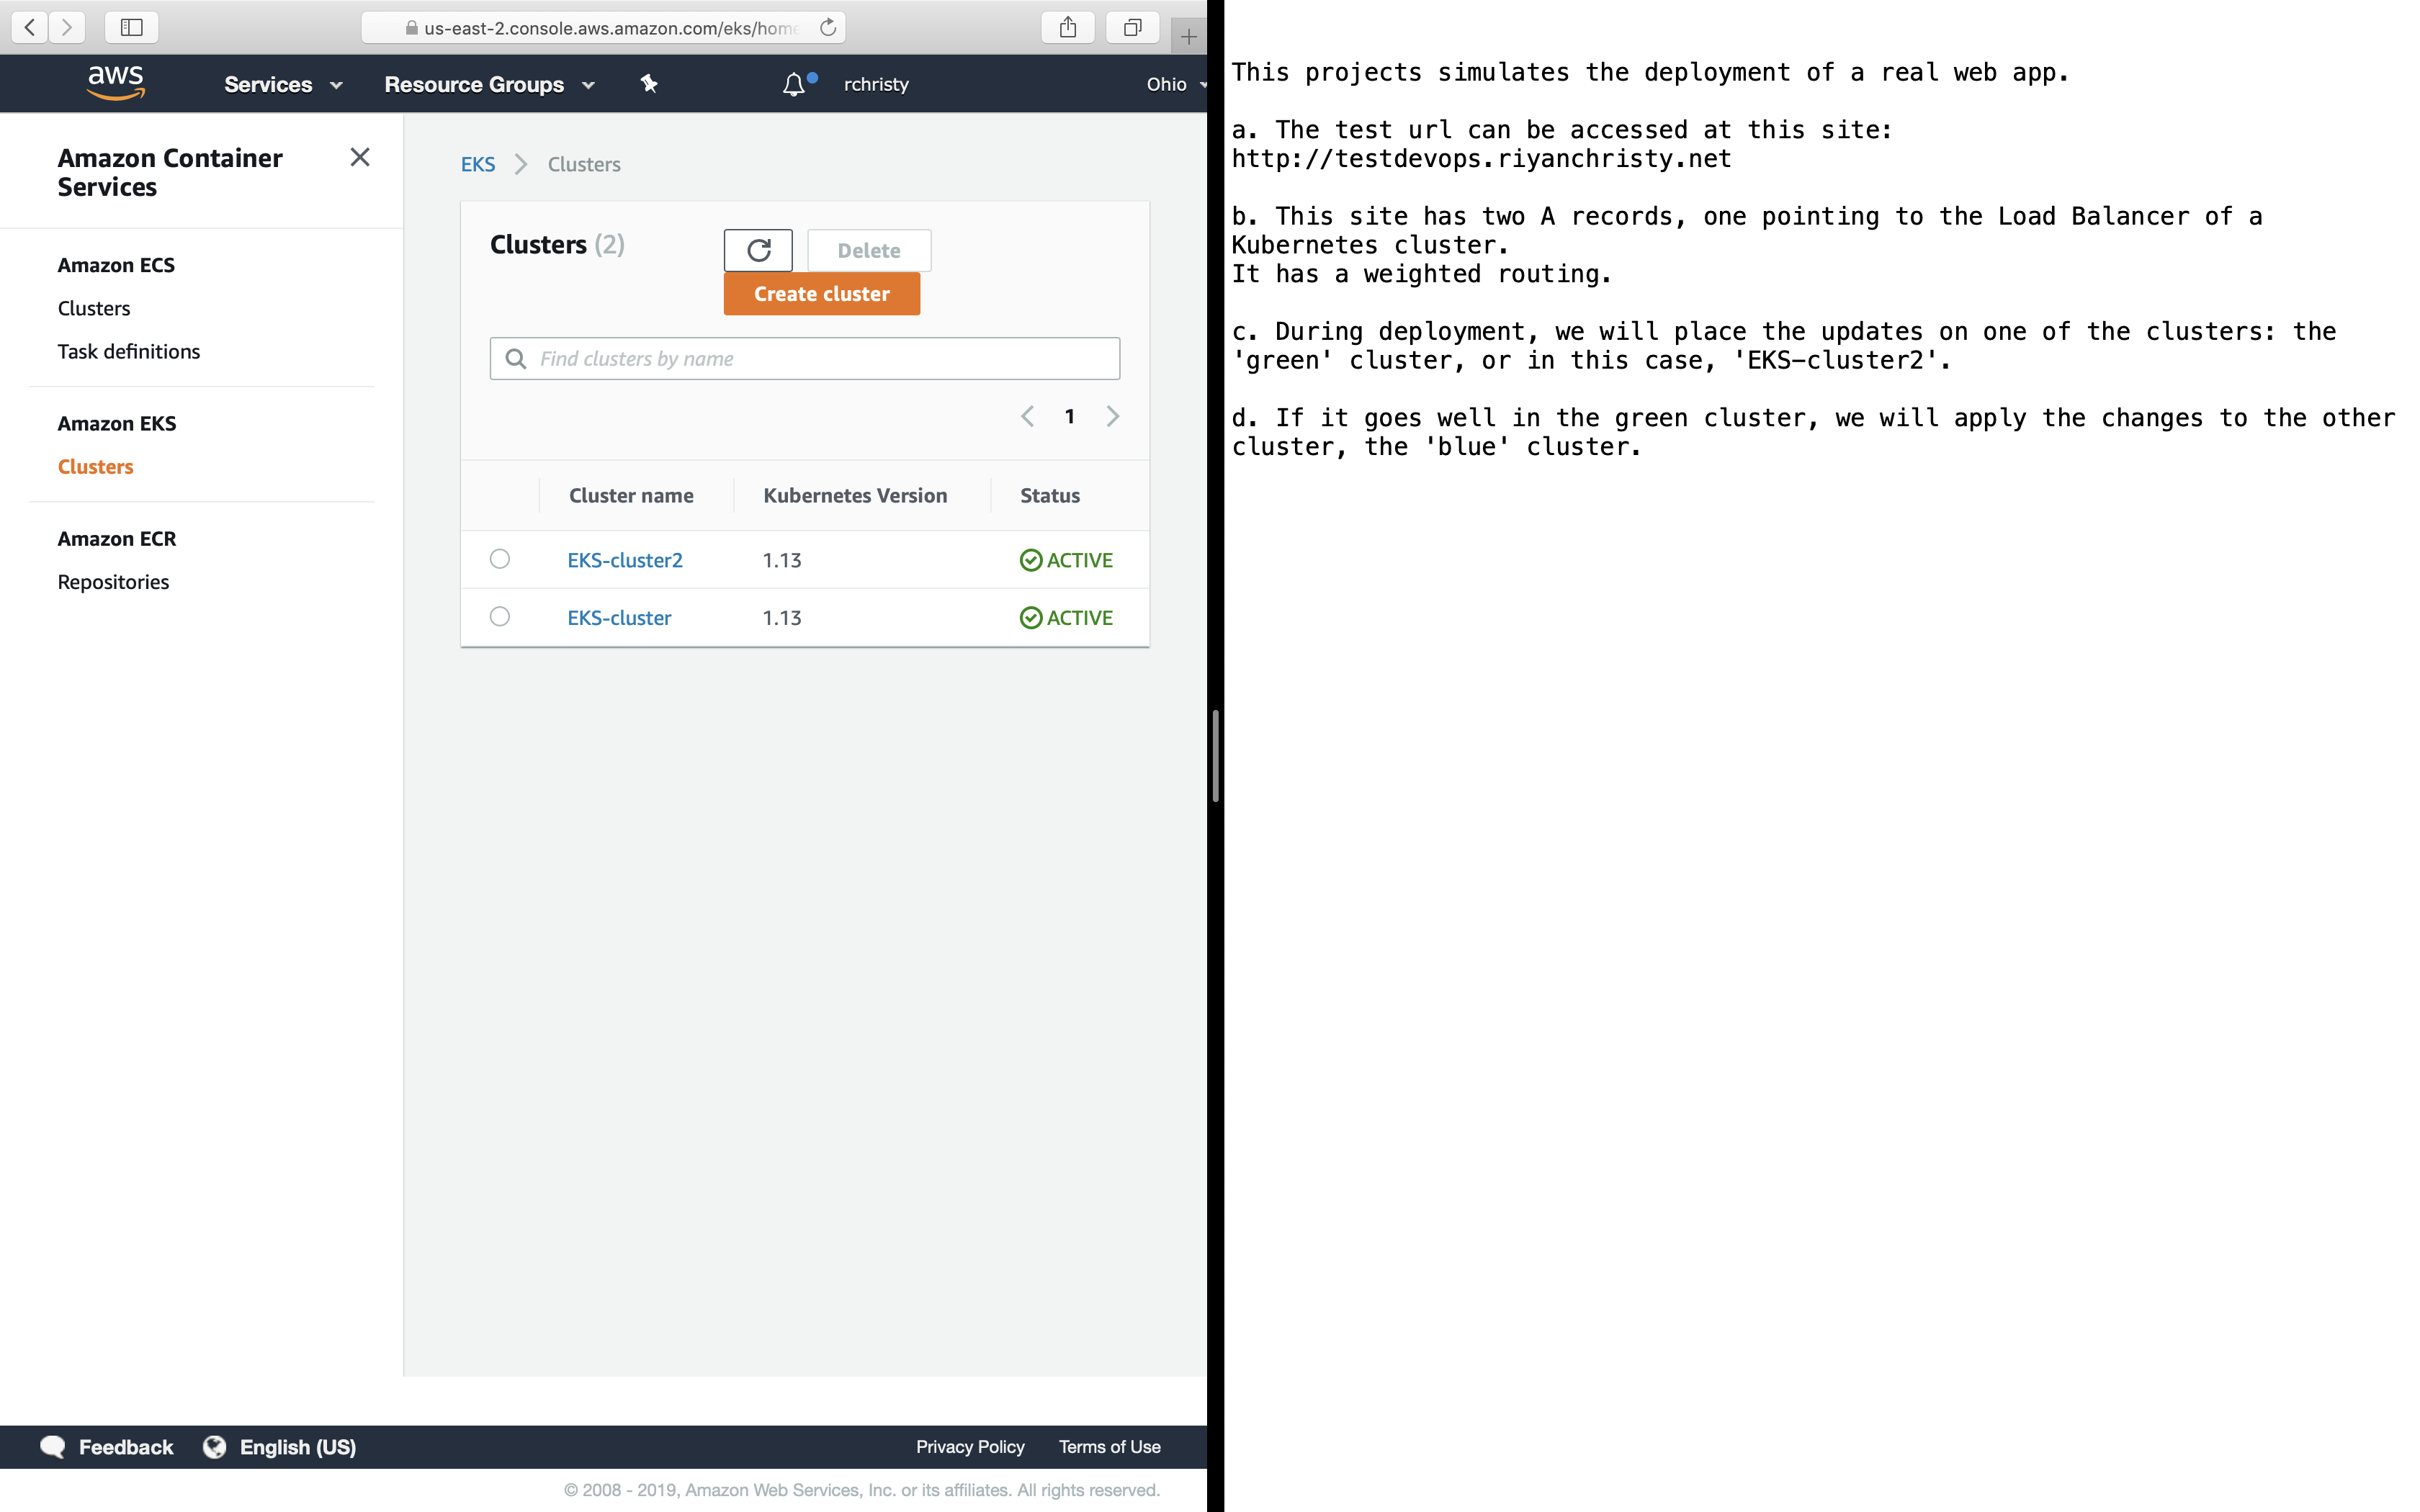 us-east-2.console.aws.amazon.com/eks/home
aws
Services
Resource Groups
rchristy
Ohio
Amazon Container
Services
Amazon ECS
Clusters
Task definitions
Amazon EKS
Clusters
Amazon ECR
Repositories
EKS
Clusters
Clusters (2)
Delete
Create cluster
Find clusters by name
1
Cluster name Kubernetes Version Status
EKS-cluster2 1.13 ACTIVE
EKS-cluster 1.13 ACTIVE
Feedback
English (US)
Privacy Policy
Terms of Use
© 2008 - 2019, Amazon Web Services, Inc. or its affiliates. All rights reserved.
This projects simulates the deployment of a real web app.
a. The test url can be accessed at this site:
http://testdevops.riyanchristy.net
b. This site has two A records, one pointing to the Load Balancer of a
Kubernetes cluster.
It has a weighted routing.
c. During deployment, we will place the updates on one of the clusters: the
'green' cluster, or in this case, 'EKS-cluster2'.
d. If it goes well in the green cluster, we will apply the changes to the other
cluster, the 'blue' cluster.